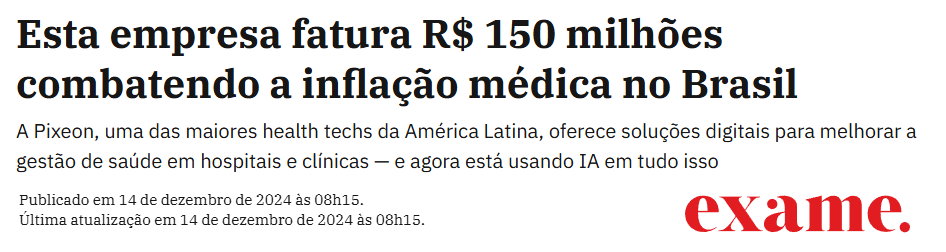 Esta empresa fatura R$ 150 milhões
combatendo a inflação médica no Brasil
A Pixeon, uma das maiores health techs da América Latina, oferece soluções digitais para melhorar a
gestão de saúde em hospitais e clínicas — e agora está usando IA em tudo isso
Publicado em 14 de dezembro de 2024 às 08h15.
Última atualização em 14 de dezembro de 2024 às 08h15.
exame.